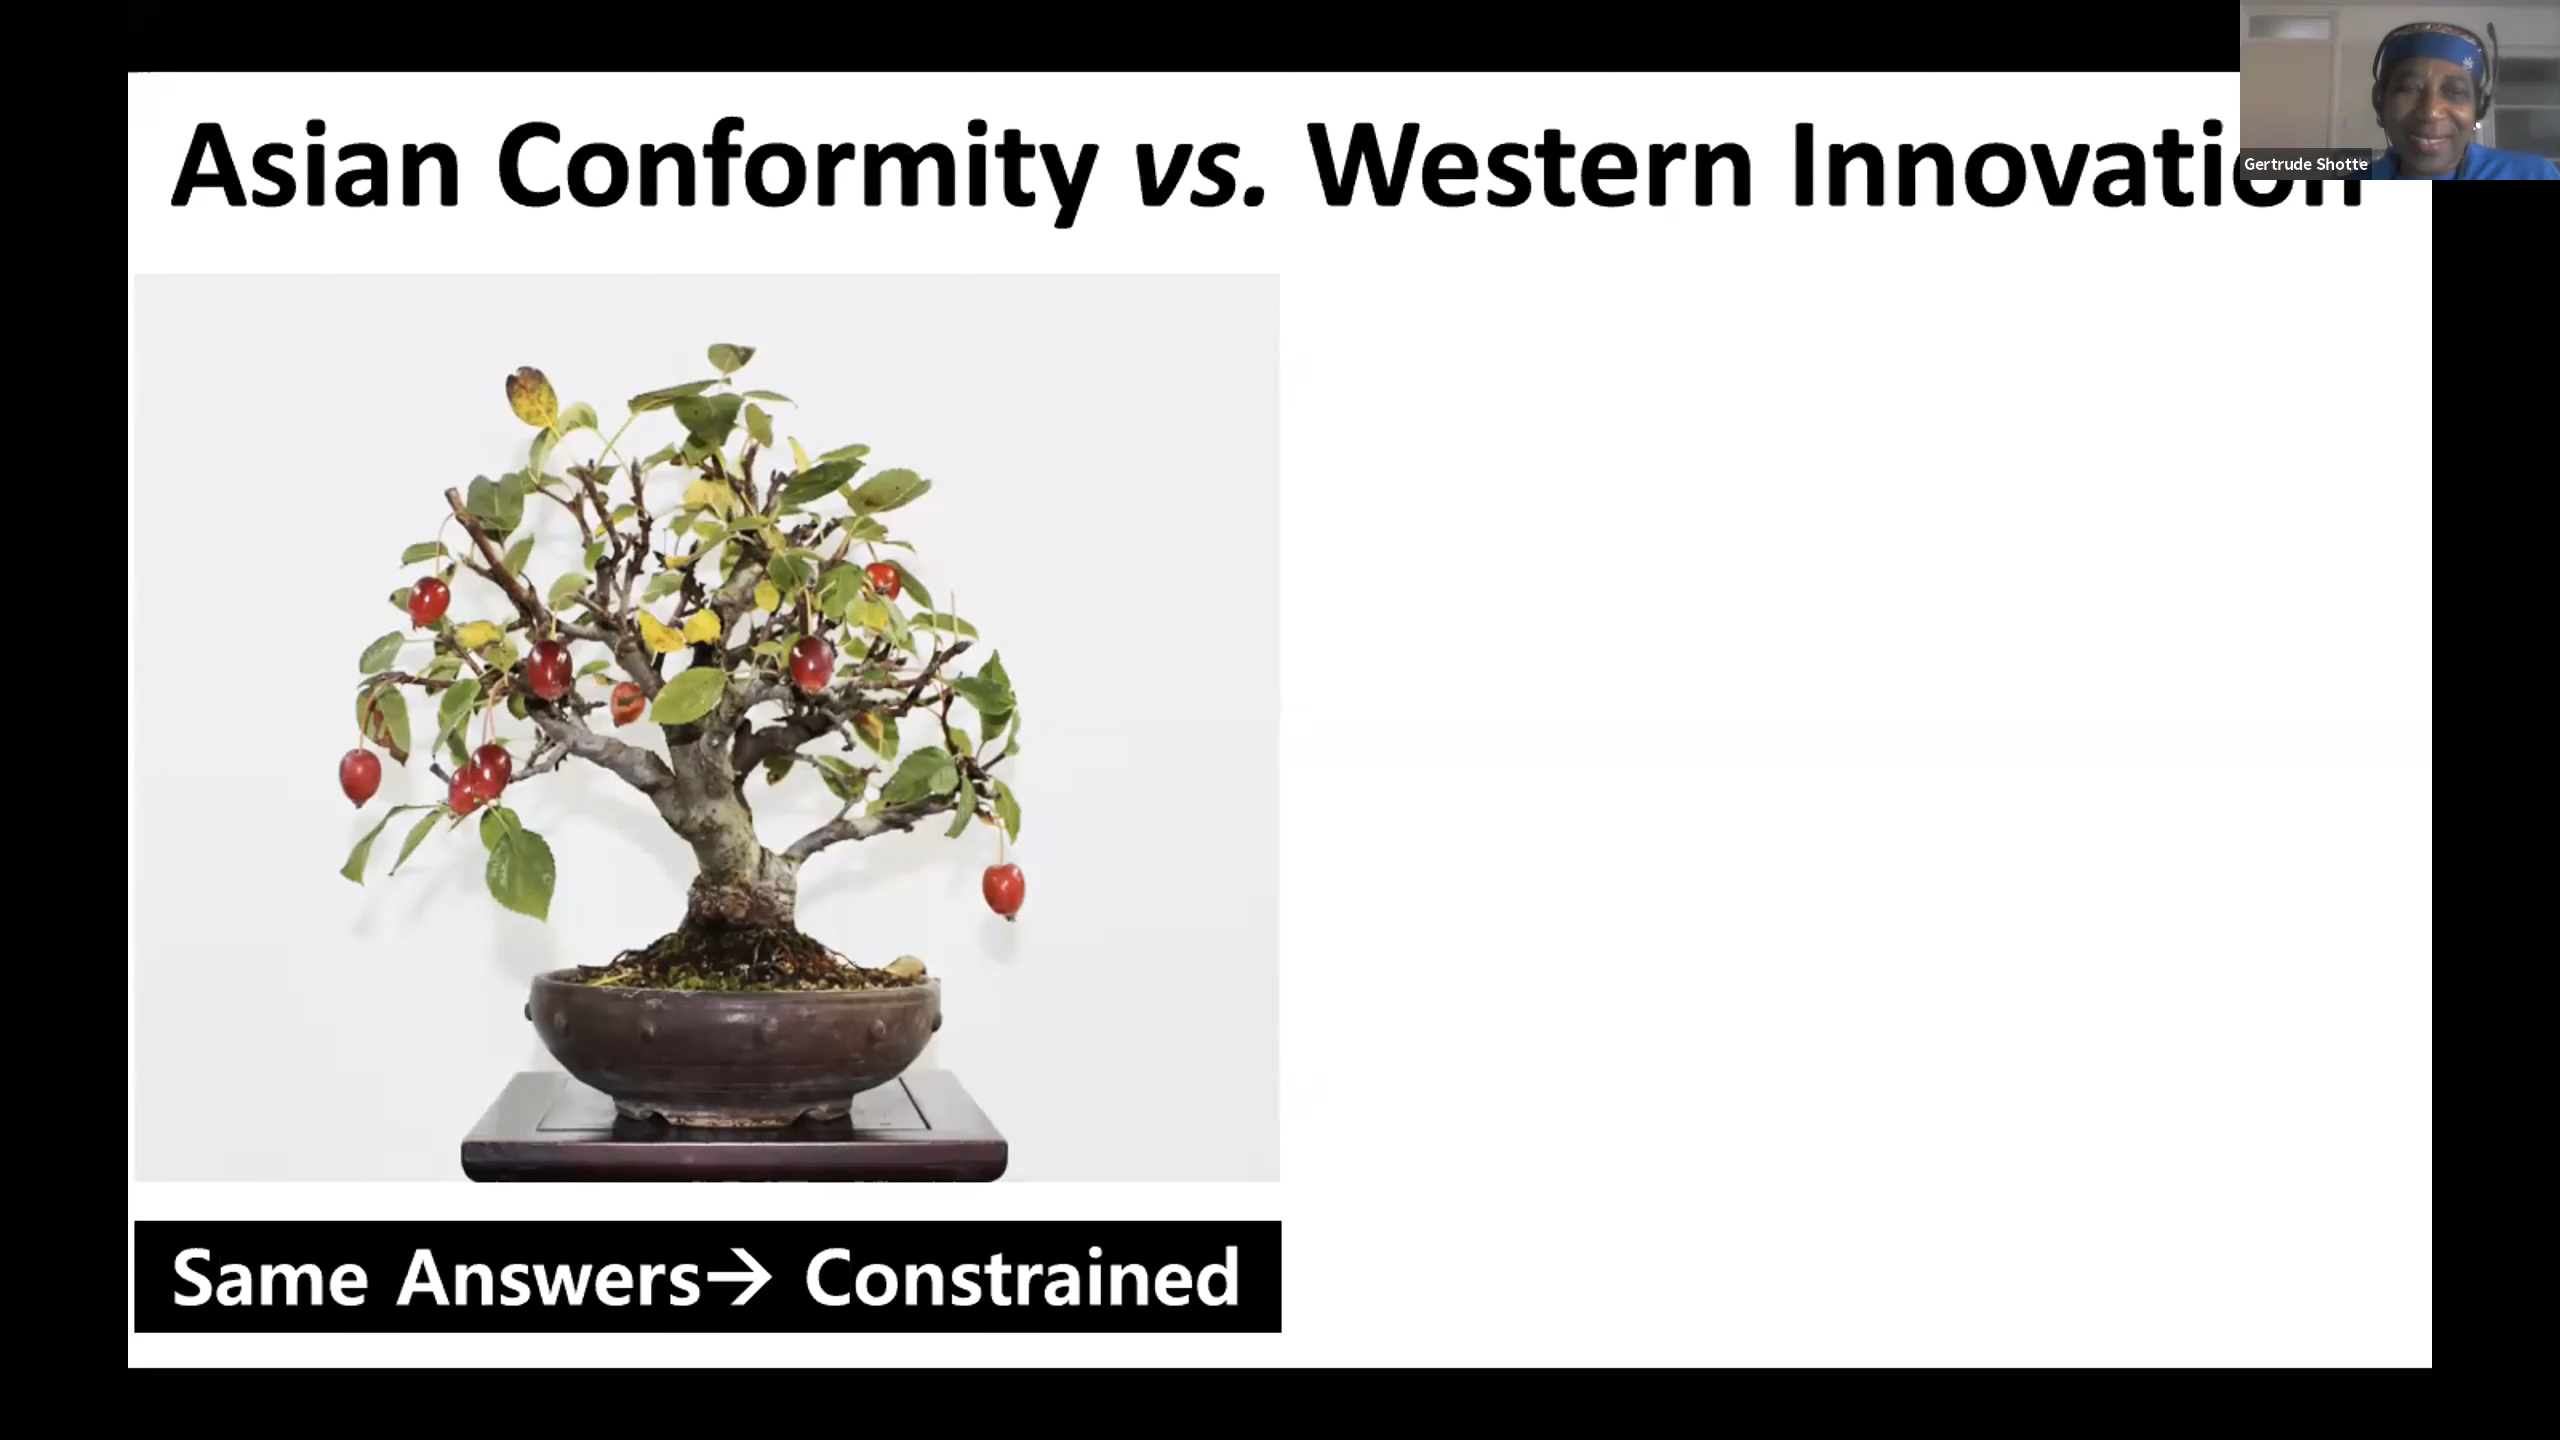 Asian Conformity vs. Western Innovation
Gertrude Shotte
Same Answers→ Constrained